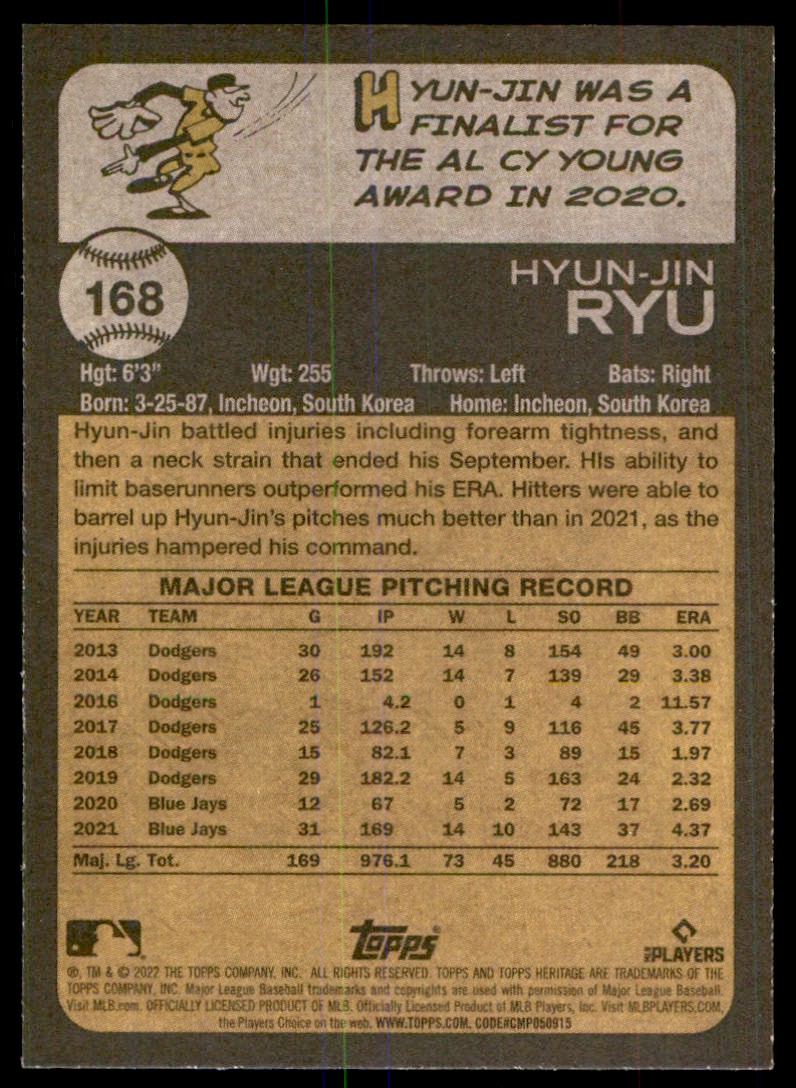 HYUN-JIN WAS A
FINALIST FOR
THE AL CY YOUNG
AWARD IN 2020.
168
HYUN-JIN
RYU
Hgt: 6'3" Wgt: 255 Throws: Left Bats: Right
Born: 3-25-87, Incheon, South Korea Home: Incheon, South Korea
Hyun-Jin battled injuries including forearm tightness, and
then a neck strain that ended his September. HIs ability to
limit baserunners outperformed his ERA. Hitters were able to
barrel up Hyun-Jin's pitches much better than in 2021, as the
injuries hampered his command.
MAJOR LEAGUE PITCHING RECORD
YEAR TEAM G IP W L SO BB ERA
2013 Dodgers 30 192 14 8 154 49 3.00
2014 Dodgers 26 152 14 7 139 29 3.38
2016 Dodgers 1 4.2 0 1 4 2 11.57
2017 Dodgers 25 126.2 5 9 116 45 3.77
2018 Dodgers 15 82.1 7 3 89 15 1.97
2019 Dodgers 29 182.2 14 5 163 24 2.32
2020 Blue Jays 12 67 5 2 72 17 2.69
2021 Blue Jays 31 169 14 10 143 37 4.37
Maj. Lg. Tot. 169 976.1 73 45 880 218 3.20
topps
PLAYERS
®, TM & © 2022 THE TOPPS COMPANY, INC. ALL RIGHTS RESERVED. TOPPS AND TOPPS HERITAGE ARE TRADEMARKS OF THE
TOPPS COMPANY, INC. Major League Baseball trademarks and copyrights are used with permission of Major League Baseball.
Visit MLB.com. OFFICIALLY LICENSED PRODUCT OF MLB. Officially Licensed Product of MLB Players, Inc. Visit MLBPLAYERS.COM,
the Players Choice on the web. WWW.TOPPS.COM. CODE#CMP050915